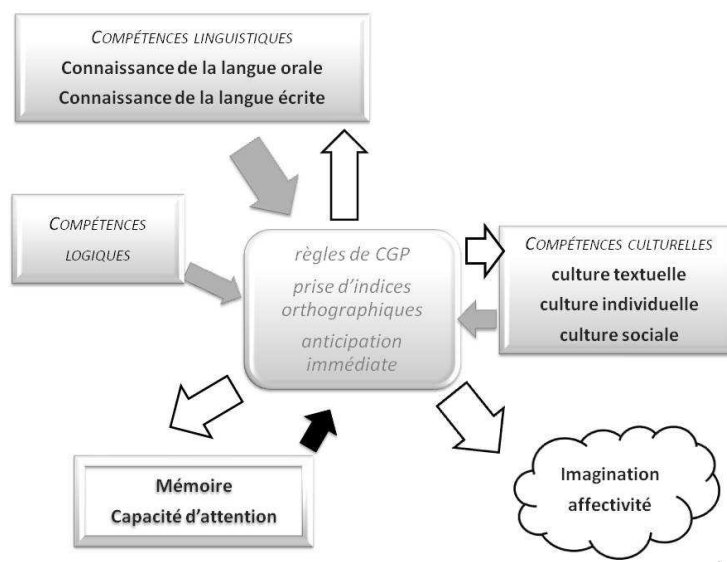 COMPÉTENCES LINGUISTIQUES
Connaissance de la langue orale
Connaissance de la langue écrite
COMPÉTENCES
LOGIQUES
règles de CGP
prise d'indices
orthographiques
anticipation
immédiate
COMPÉTENCES CULTURELLES
culture textuelle
culture individuelle
culture sociale
Mémoire
Capacité d'attention
Imagination
affectivité